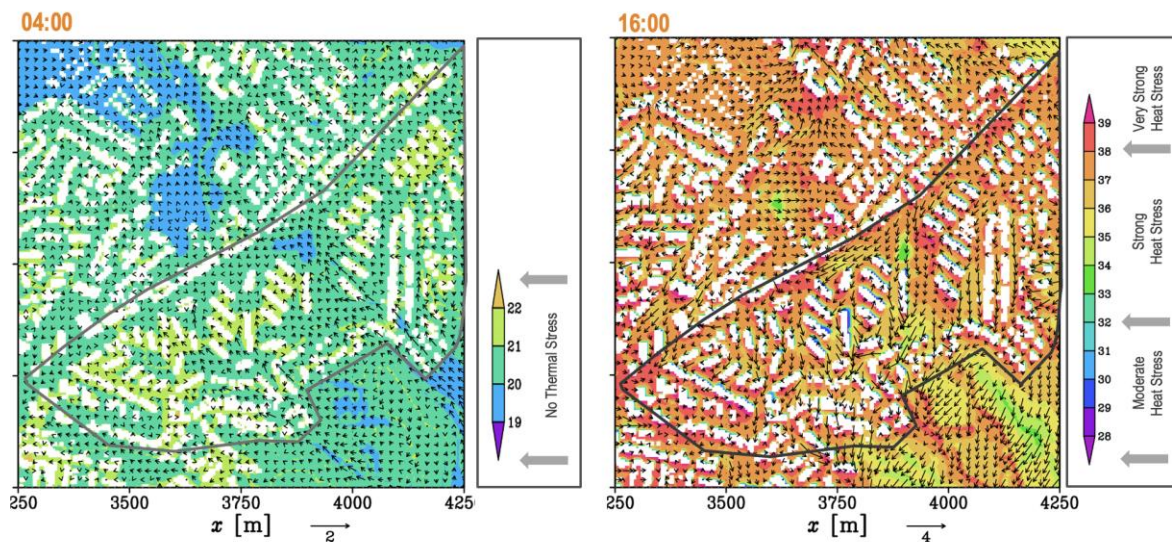 04:00
16:00
22
21
20
19
No Thermal Stress
39
38
37
36
35
34
33
32
31
30
29
28
Very Strong
Heat Stress
Strong
Heat Stress
Moderate
Heat Stress
250 3500 3750 4000 4250
x [m] 2
250 3500 3750 4000 4250
x [m] 4